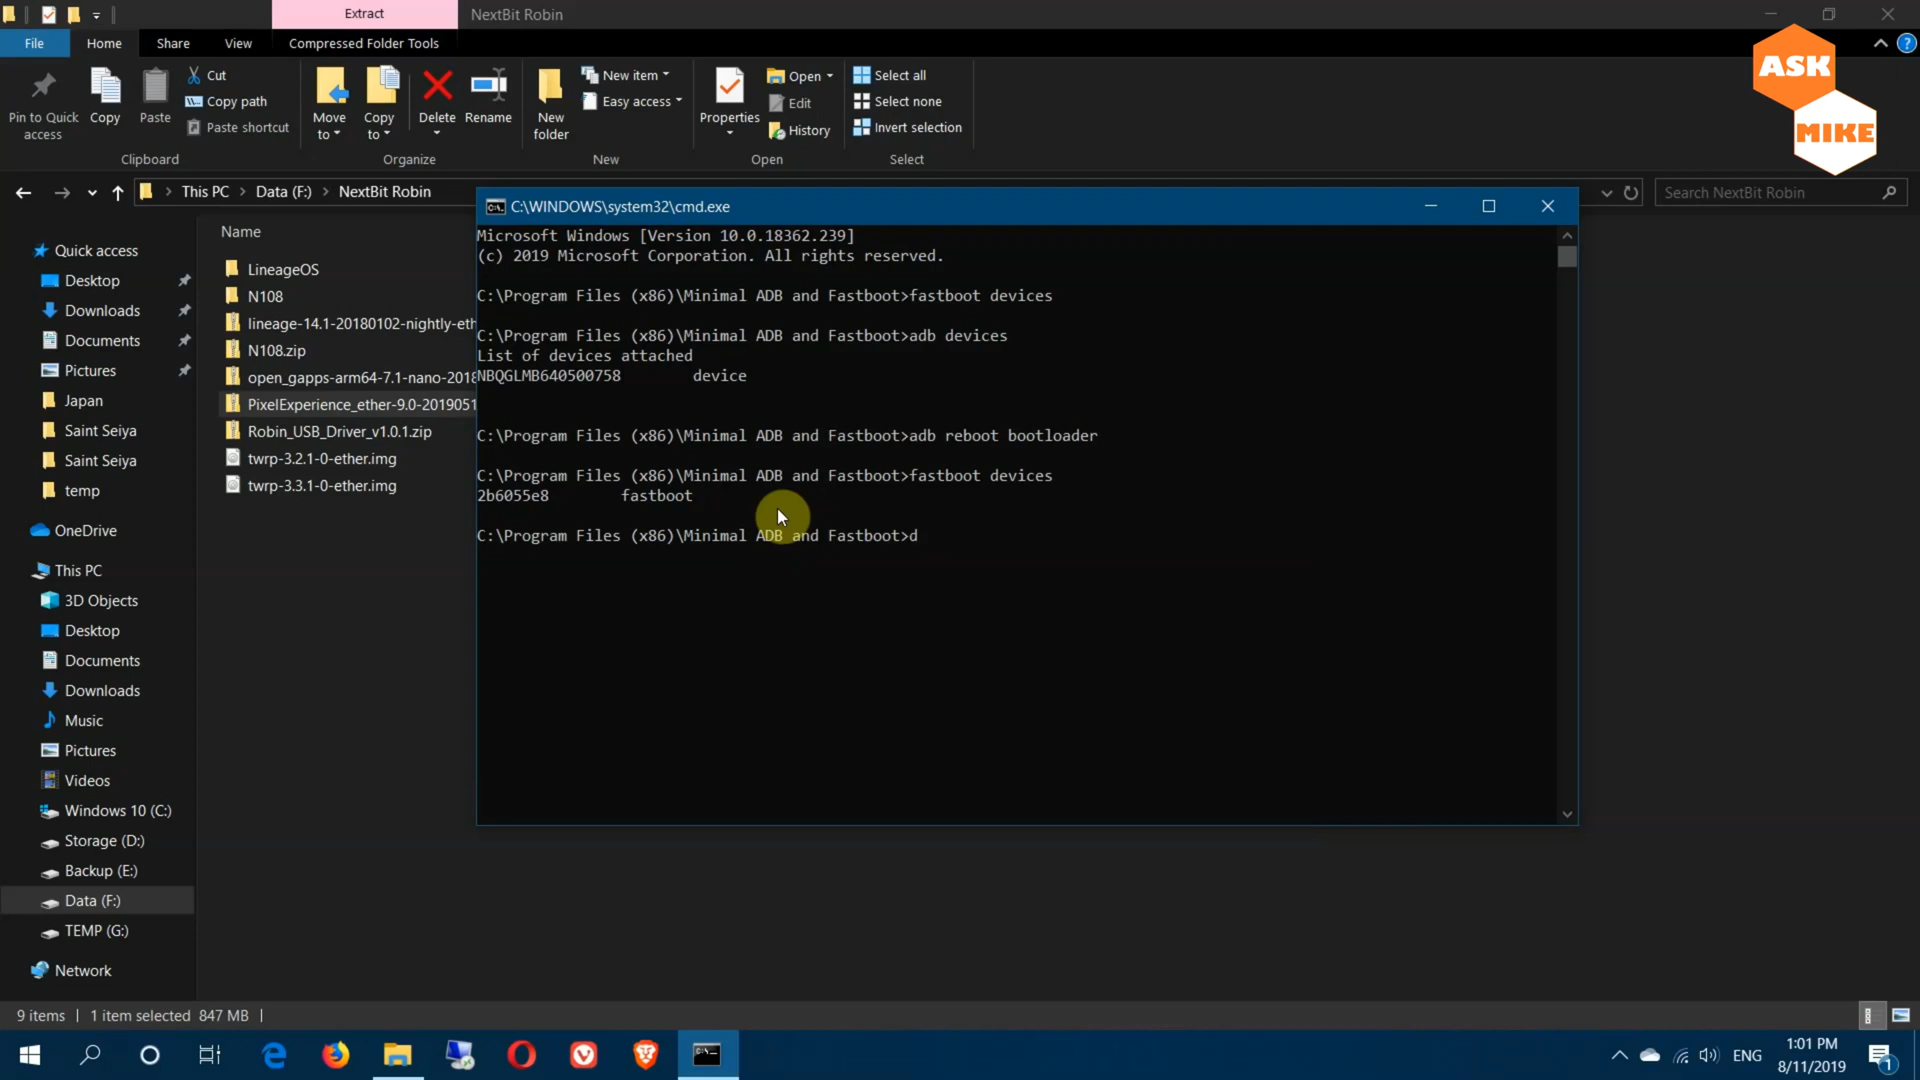 Extract
NextBit Robin
File
Home
Share
View
Compressed Folder Tools
ASK
MIKE
Pin to Quick access
Copy
Paste
Cut
Copy path
Paste shortcut
Clipboard
Move to
Copy to
Delete
Rename
Organize
New folder
New item
Easy access
New
Properties
Open
Edit
History
Open
Select all
Select none
Invert selection
Select
This PC > Data (F:) > NextBit Robin
Search NextBit Robin
Quick access
Desktop
Downloads
Documents
Pictures
Japan
Saint Seiya
Saint Seiya
temp
OneDrive
This PC
3D Objects
Desktop
Documents
Downloads
Music
Pictures
Videos
Windows 10 (C:)
Storage (D:)
Backup (E:)
Data (F:)
TEMP (G:)
Network
Name
LineageOS
N108
lineage-14.1-20180102-nightly-eth
N108.zip
open_gapps-arm64-7.1-nano-2018
PixelExperience_ether-9.0-2019051
Robin_USB_Driver_v1.0.1.zip
twrp-3.2.1-0-ether.img
twrp-3.3.1-0-ether.img
C:\WINDOWS\system32\cmd.exe
Microsoft Windows [Version 10.0.18362.239]
(c) 2019 Microsoft Corporation. All rights reserved.
C:\Program Files (x86)\Minimal ADB and Fastboot>fastboot devices
C:\Program Files (x86)\Minimal ADB and Fastboot>adb devices
List of devices attached
NBQGLMB640500758 device
C:\Program Files (x86)\Minimal ADB and Fastboot>adb reboot bootloader
C:\Program Files (x86)\Minimal ADB and Fastboot>fastboot devices
2b6055e8 fastboot
C:\Program Files (x86)\Minimal ADB and Fastboot>d
9 items | 1 item selected 847 MB |
ENG
1:01 PM
8/11/2019
1